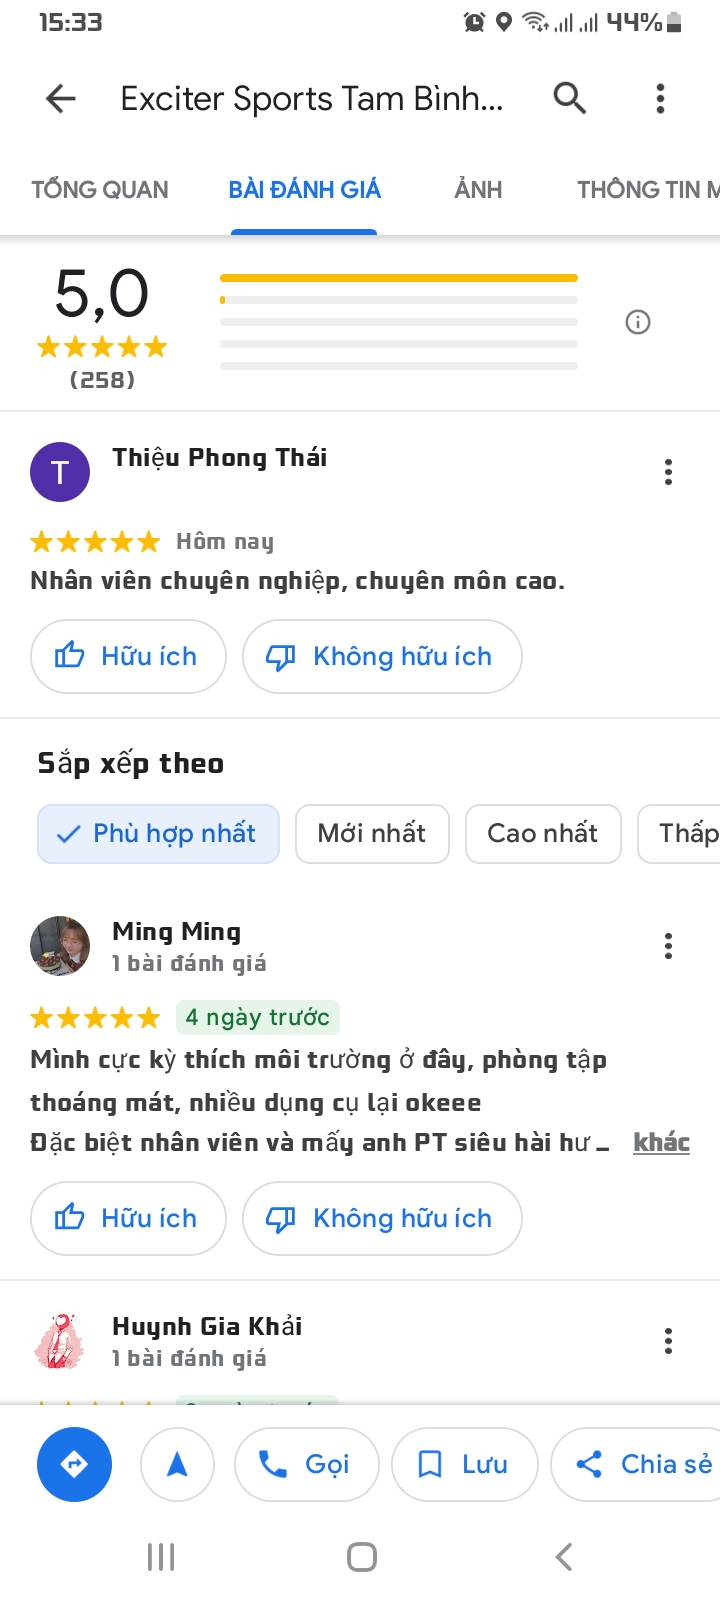 15:33
44%
Exciter Sports Tam Bình...
TỔNG QUAN
BÀI ĐÁNH GIÁ
ẢNH
THÔNG TIN
5,0
(258)
T
Thiệu Phong Thái
Hôm nay
Nhân viên chuyên nghiệp, chuyên môn cao.
Hữu ích
Không hữu ích
Sắp xếp theo
Phù hợp nhất
Mới nhất
Cao nhất
Thấp
Ming Ming
1 bài đánh giá
4 ngày trước
Mình cực kỳ thích môi trường ở đây, phòng tập
thoáng mát, nhiều dụng cụ lại okeee
Đặc biệt nhân viên và mấy anh PT siêu hài hư... khác
Hữu ích
Không hữu ích
Huynh Gia Khải
1 bài đánh giá
Gọi
Lưu
Chia sẻ